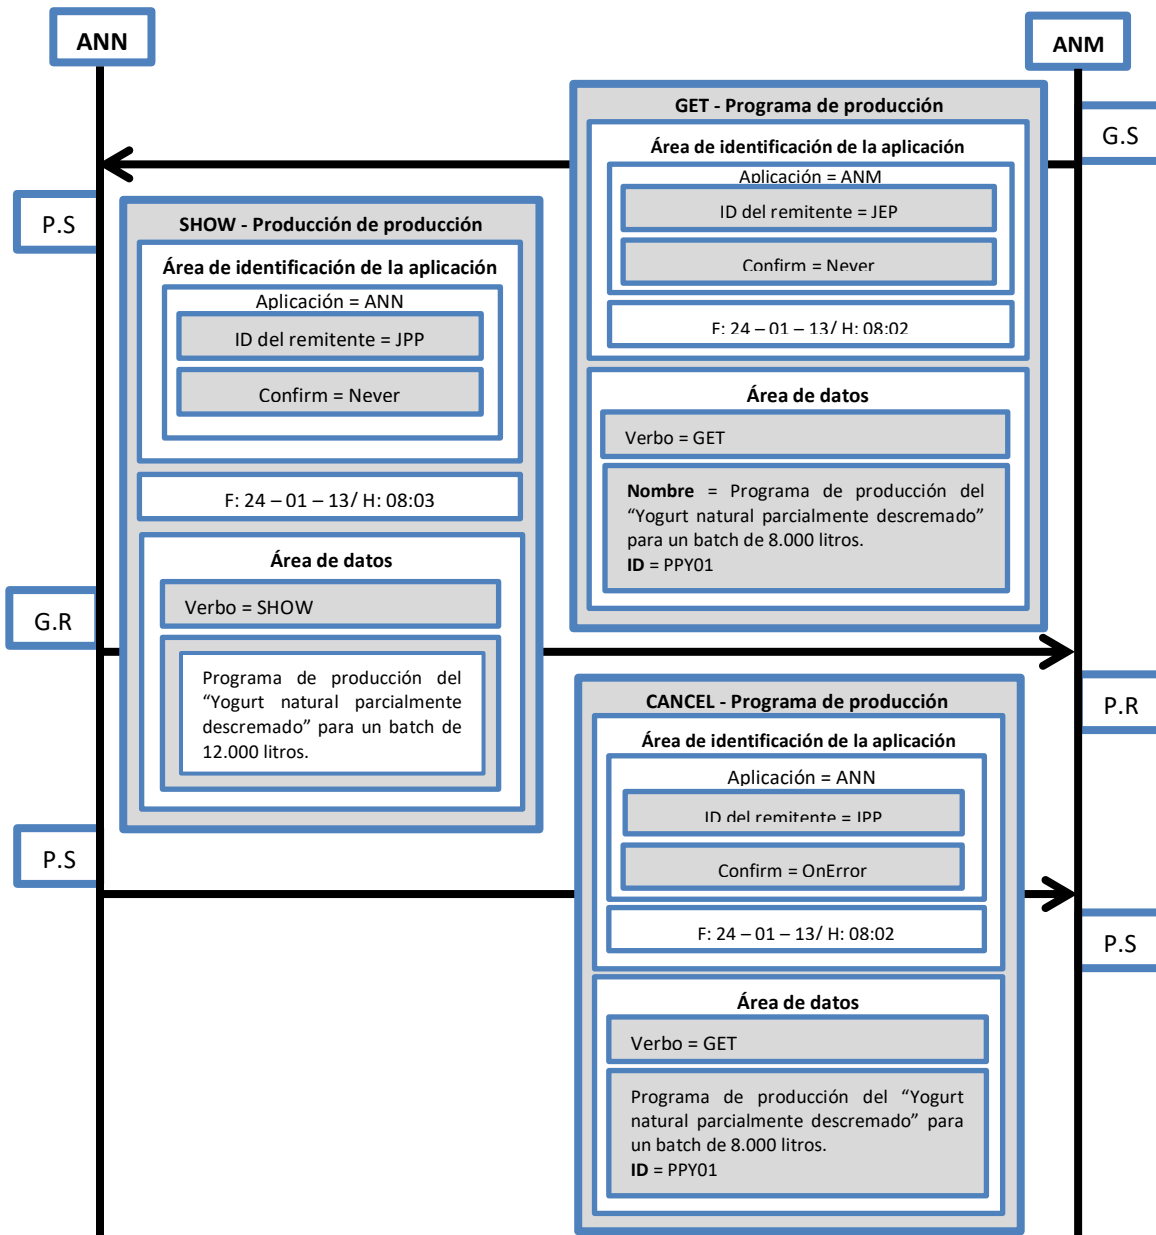 ANN
ANM
GET - Programa de producción
G.S
Área de identificación de la aplicación
Aplicación = ANM
ID del remitente = JEP
Confirm = Never
F: 24 – 01 – 13/ H: 08:02
Área de datos
Verbo = GET
Nombre = Programa de producción del
“Yogurt natural parcialmente descremado”
para un batch de 8.000 litros.
ID = PPY01
P.S
SHOW - Producción de producción
Área de identificación de la aplicación
Aplicación = ANN
ID del remitente = JPP
Confirm = Never
F: 24 – 01 – 13/ H: 08:03
Área de datos
Verbo = SHOW
G.R
Programa de producción del
“Yogurt natural parcialmente
descremado” para un batch de
12.000 litros.
CANCEL - Programa de producción
P.R
Área de identificación de la aplicación
Aplicación = ANN
ID del remitente = JPP
Confirm = OnError
F: 24 – 01 – 13/ H: 08:02
P.S
P.S
Área de datos
Verbo = GET
Programa de producción del “Yogurt
natural parcialmente descremado” para
un batch de 8.000 litros.
ID = PPY01